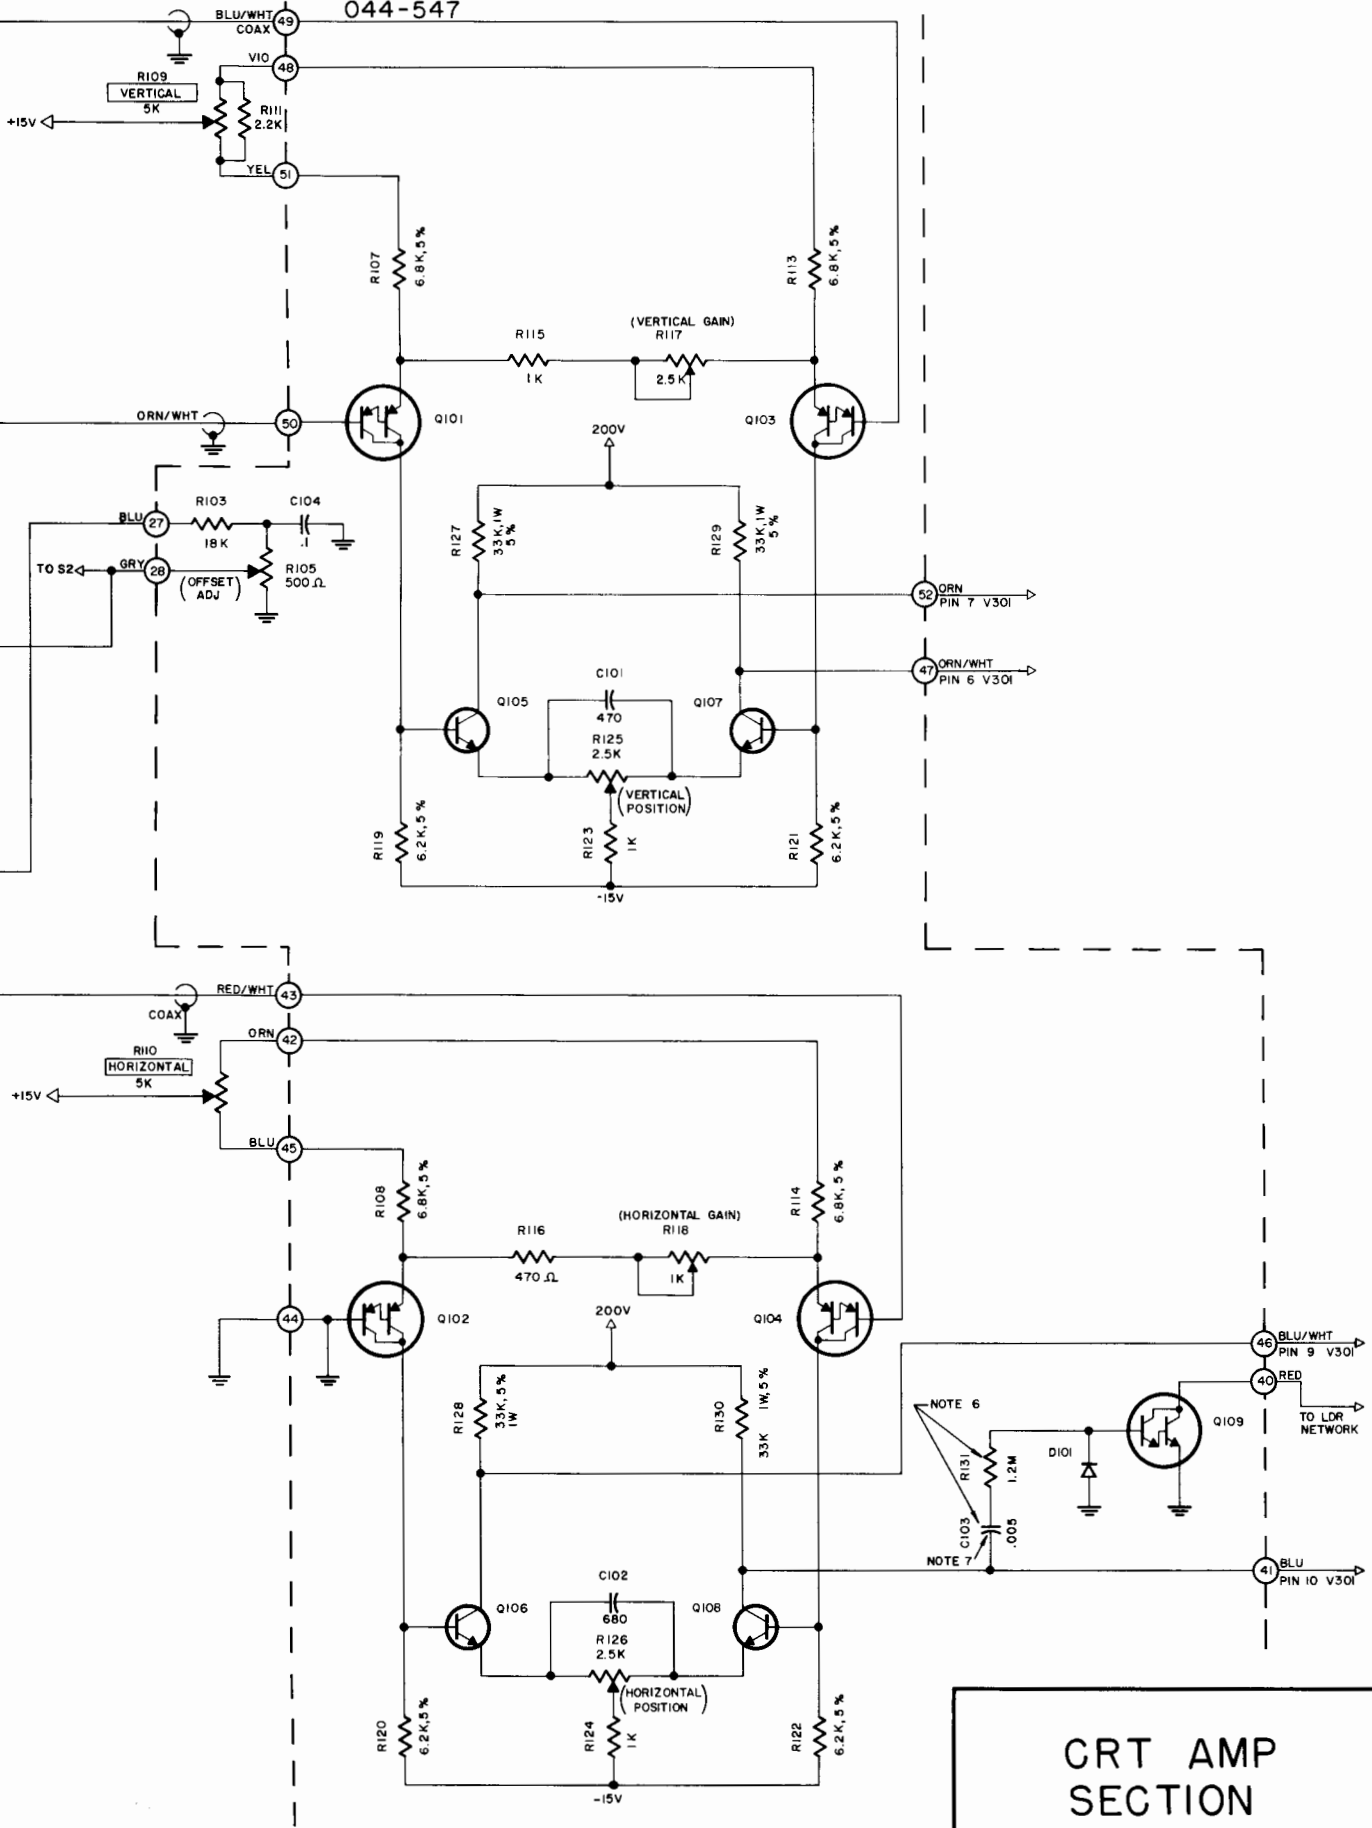 BLU/WHT 49 044-547
COAX
VIO 48
R109
VERTICAL
5K
R111
2.2K
+15V
YEL 51
R107
6.8K,5%
R113
6.8K,5%
(VERTICAL GAIN)
R115
R117
1K
2.5K
ORN/WHT 50
Q101
Q103
200V
R103
C104
BLU 27
18K
.1
R127
33K,1W
5%
R129
33K,1W
5%
TO S2 GRY 28
(OFFSET ADJ)
R105
500Ω
52 ORN
PIN 7 V301
47 ORN/WHT
PIN 6 V301
C101
470
Q105
Q107
R125
2.5K
(VERTICAL
POSITION)
R119
6.2K,5%
R123
1K
R121
6.2K,5%
-15V
RED/WHT 43
COAX
ORN 42
R110
HORIZONTAL
5K
+15V
BLU 45
R108
6.8K,5%
R114
6.8K,5%
(HORIZONTAL GAIN)
R116
R118
470Ω
1K
44
Q102
Q104
200V
46 BLU/WHT
PIN 9 V301
40 RED
R128
33K,5%
1W
R130
33K 1W,5%
NOTE 6
Q109
TO LDR
NETWORK
D101
R131
1.2M
C103
.005
NOTE 7
41 BLU
PIN 10 V301
C102
680
Q106
Q108
R126
2.5K
(HORIZONTAL
POSITION)
R120
6.2K,5%
R124
1K
R122
6.2K,5%
-15V
CRT AMP
SECTION